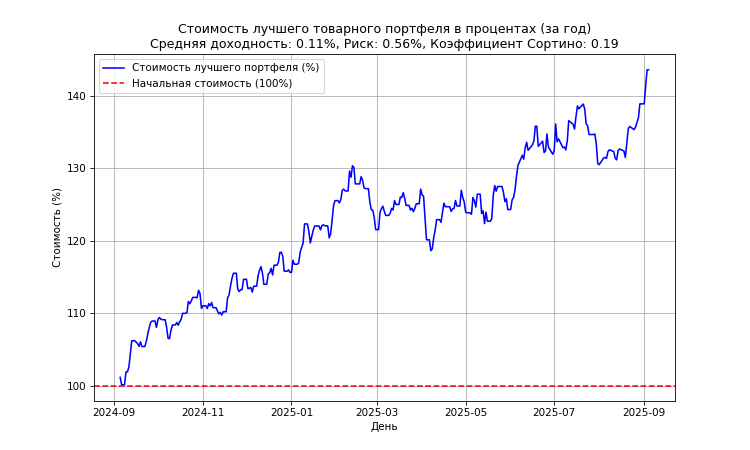 Стоимость лучшего товарного портфеля в процентах (за год)
Средняя доходность: 0.11%, Риск: 0.56%, Коэффициент Сортино: 0.19
Стоимость лучшего портфеля (%)
Начальная стоимость (100%)
Стоимость (%)
140
130
120
110
100
2024-09
2024-11
2025-01
2025-03
2025-05
2025-07
2025-09
День